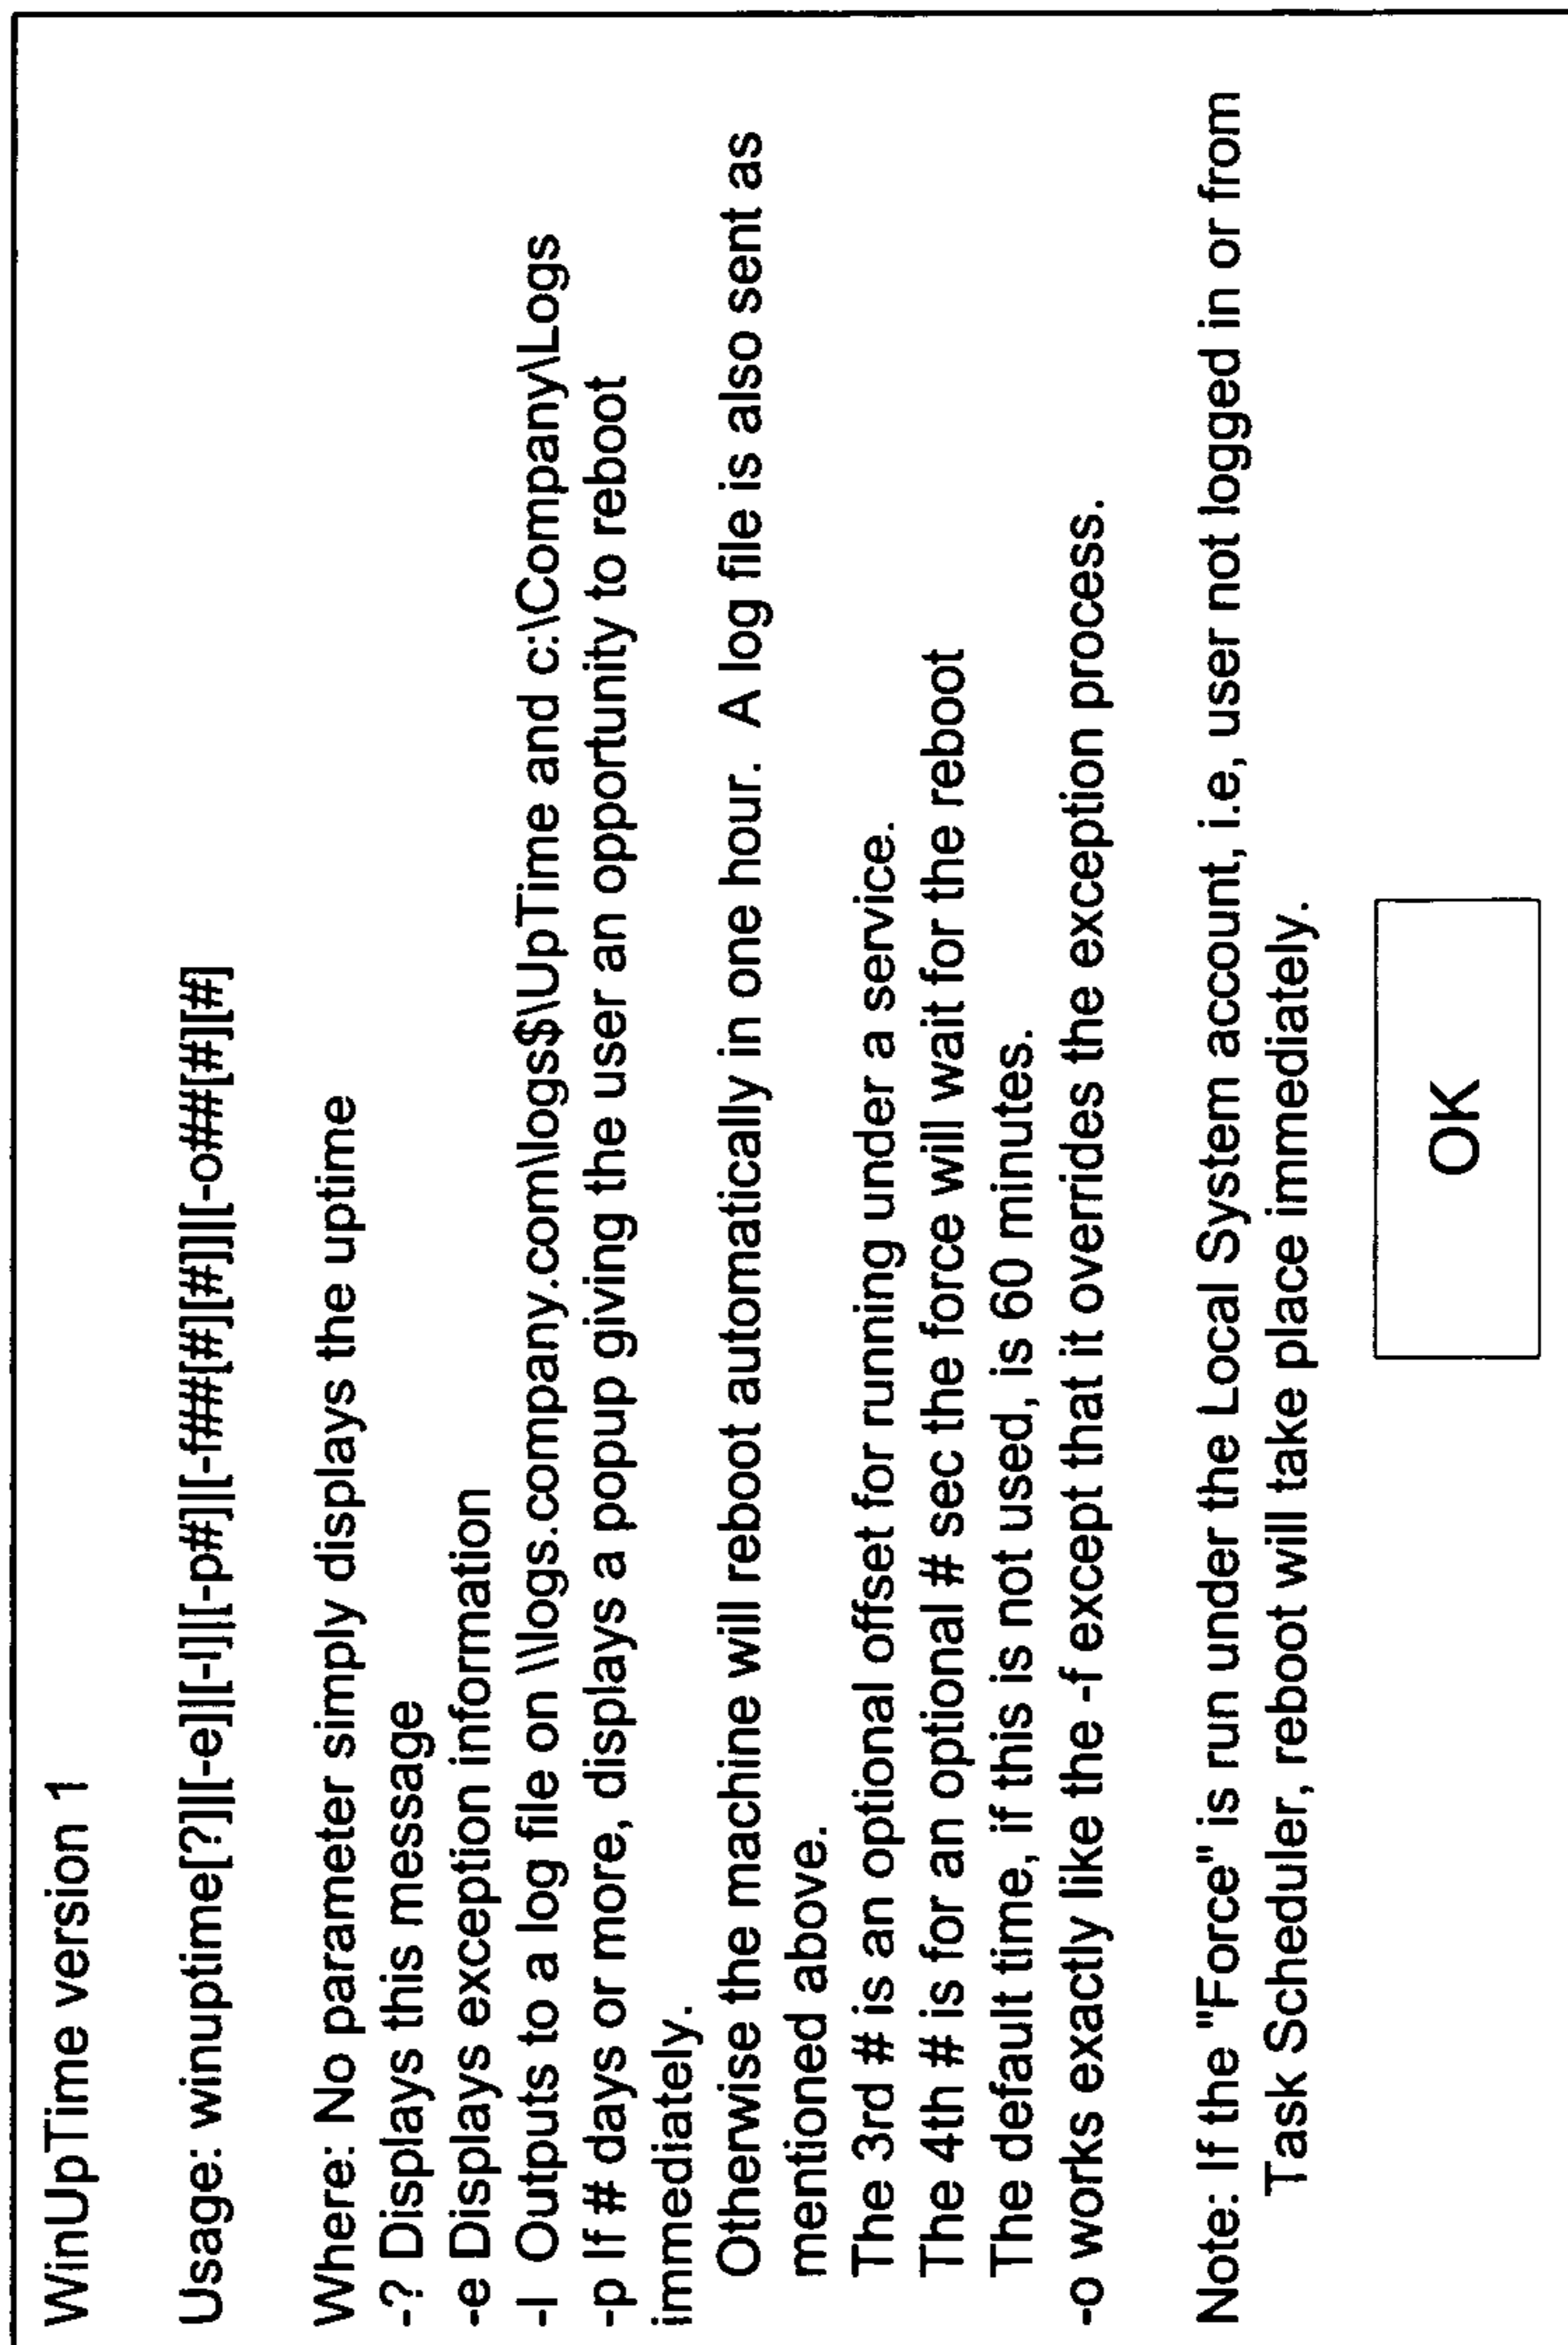 WinUpTime version 1
Usage: winuptime[?]|[-e]|[-l]|[-p#]|[-f##[#][#]]|[-o##[#][#]
Where: No parameter simply displays the uptime
-? Displays this message
-e Displays exception information
-l Outputs to a log file on \\logs.company.com\logs$\UpTime and c:\Company\Logs
-p If # days or more, displays a popup giving the user an opportunity to reboot
immediately.
Otherwise the machine will reboot automatically in one hour. A log file is also sent as
mentioned above.
The 3rd # is an optional offset for running under a service.
The 4th # is for an optional # sec the force will wait for the reboot
The default time, if this is not used, is 60 minutes.
-o works exactly like the -f except that it overrides the exception process.
Note: If the "Force" is run under the Local System account, i.e, user not logged in or from
Task Scheduler, reboot will take place immediately.
OK